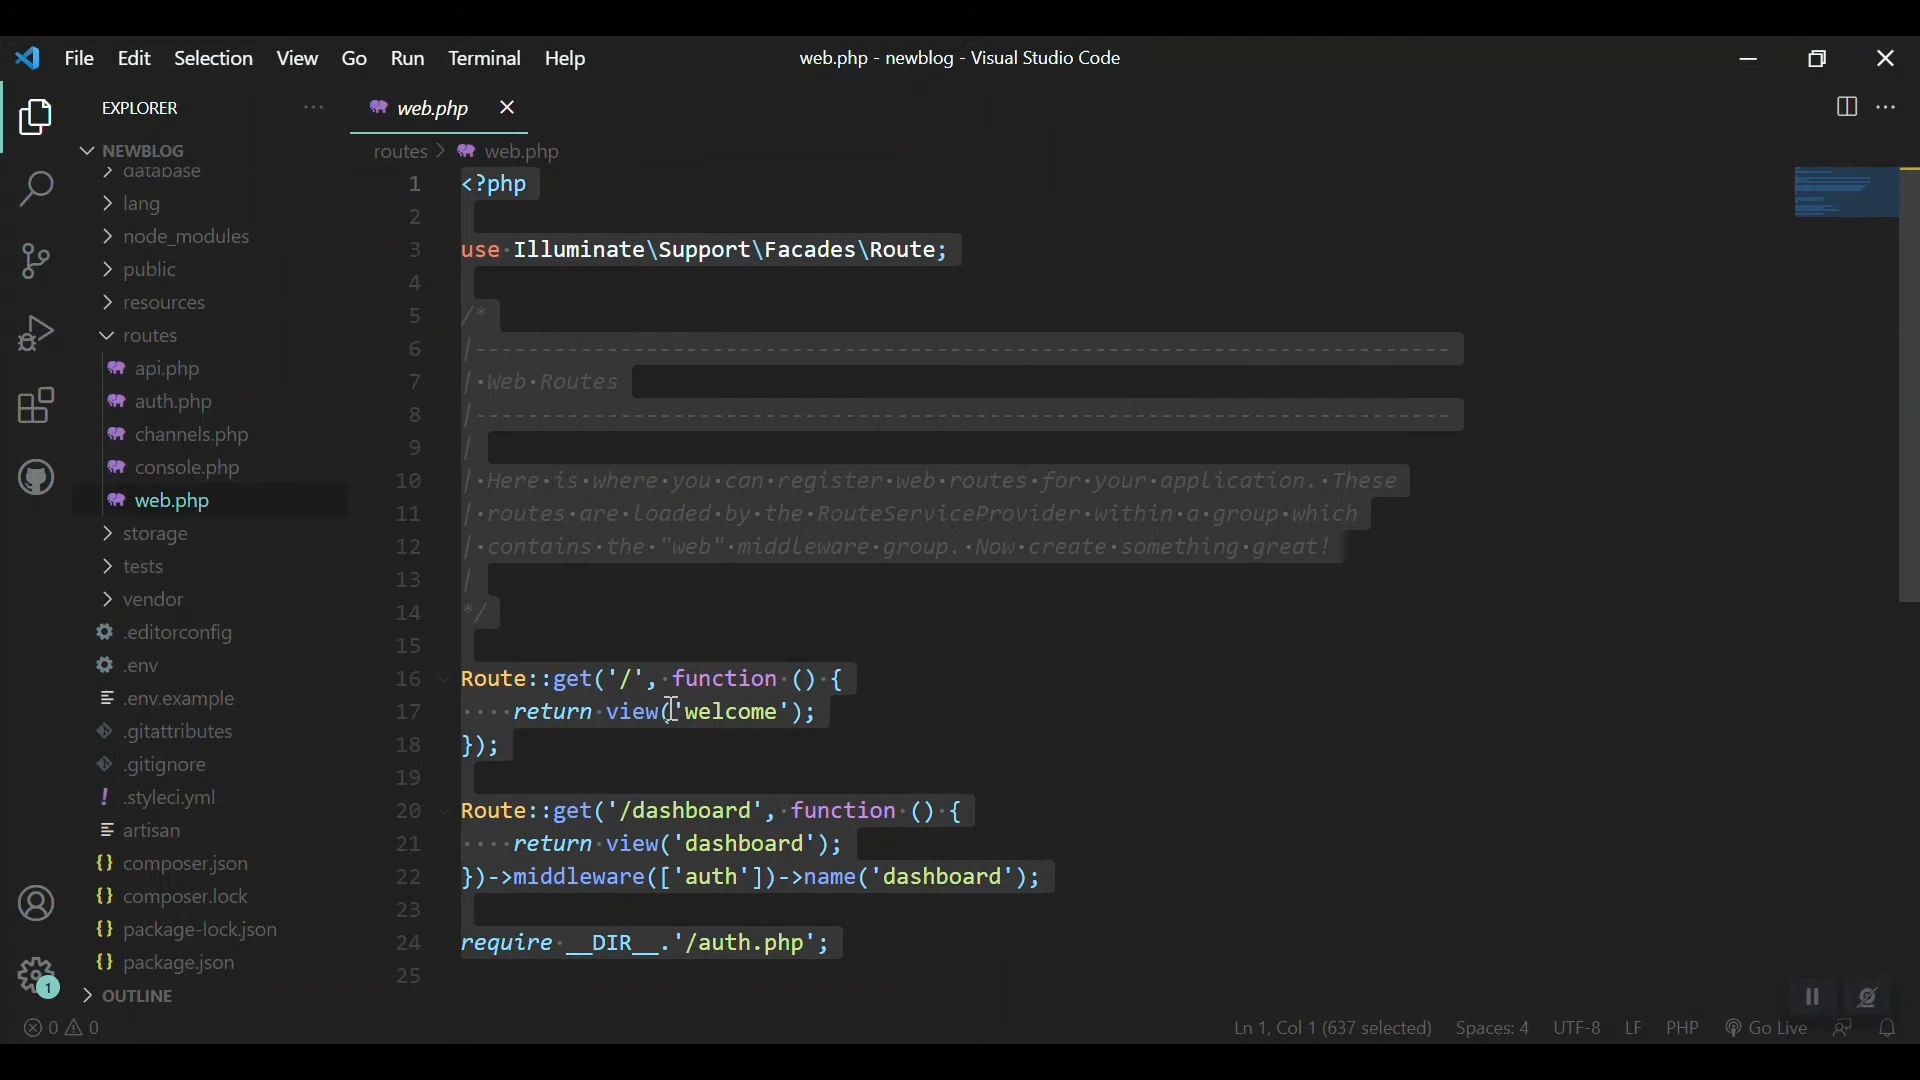 File Edit Selection View Go Run Terminal Help
web.php - newblog - Visual Studio Code
EXPLORER
web.php
NEWBLOG
routes > web.php
database
lang
node_modules
public
resources
routes
api.php
auth.php
channels.php
console.php
web.php
storage
tests
vendor
.editorconfig
.env
.env.example
.gitattributes
.gitignore
.styleci.yml
artisan
composer.json
composer.lock
package-lock.json
package.json
OUTLINE
1 <?php
2
3 use Illuminate\Support\Facades\Route;
4
5 /*
6 |--------------------------------------------------------------------------
7 | Web Routes
8 |--------------------------------------------------------------------------
9 |
10 | Here is where you can register web routes for your application. These
11 | routes are loaded by the RouteServiceProvider within a group which
12 | contains the "web" middleware group. Now create something great!
13 |
14 */
15
16 Route::get('/', function () {
17     return view('welcome');
18 });
19
20 Route::get('/dashboard', function () {
21     return view('dashboard');
22 })->middleware(['auth'])->name('dashboard');
23
24 require __DIR__.'/auth.php';
25
1
0 0
Ln 1, Col 1 (637 selected) Spaces: 4 UTF-8 LF PHP Go Live